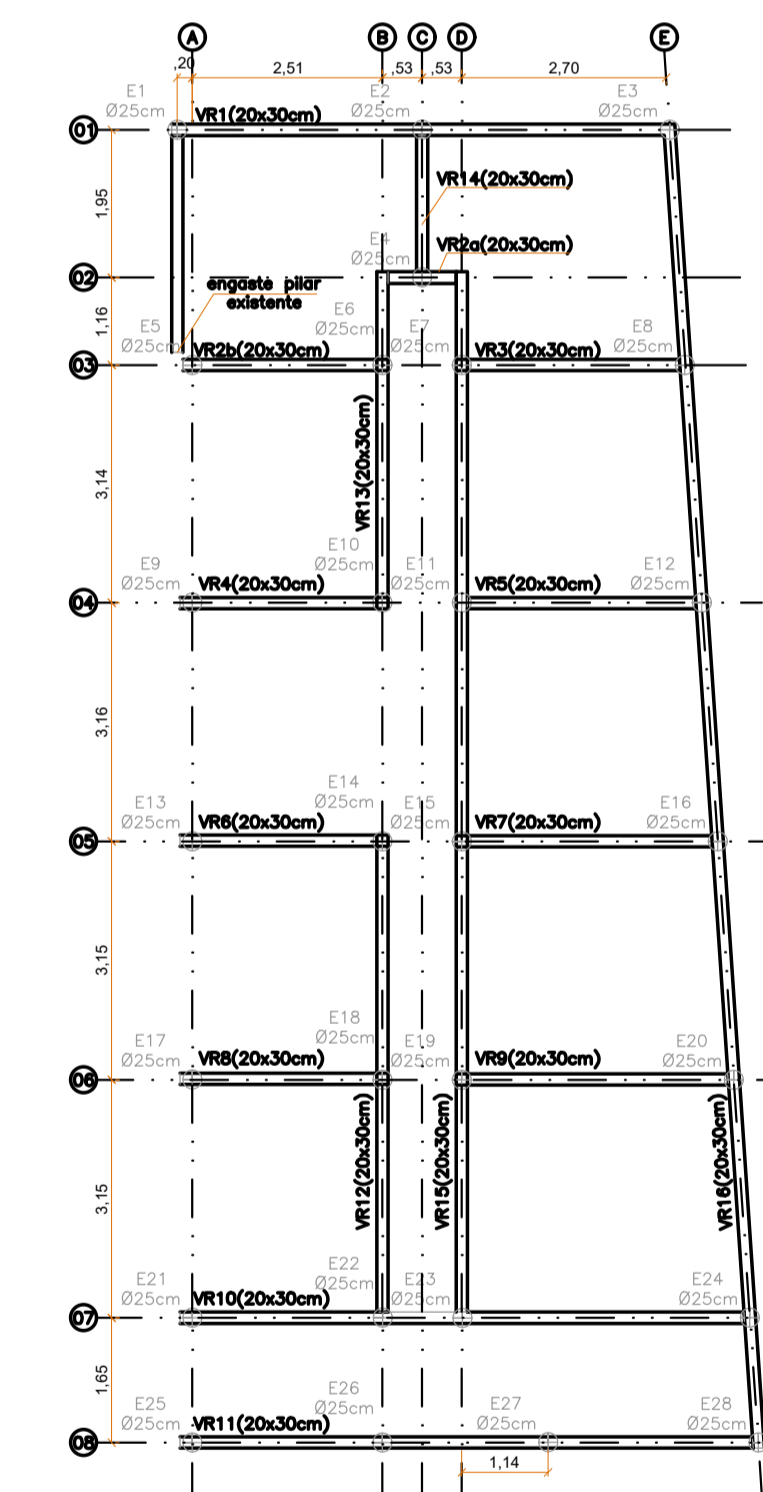 A B C D E
,20 2,51 ,53 ,53 2,70
E1 E2 E3
Ø25cm Ø25cm Ø25cm
VR1(20x30cm)
01
1,95
VR14(20x30cm)
E4
Ø25cm
VR2a(20x30cm)
02
engaste pilar
existente
1,16
E5 E6 E7 E8
Ø25cm Ø25cm Ø25cm Ø25cm
VR2b(20x30cm) VR3(20x30cm)
03
VR13(20x30cm)
3,14
E9 E10 E11 E12
Ø25cm Ø25cm Ø25cm Ø25cm
VR4(20x30cm) VR5(20x30cm)
04
3,16
E13 E14 E15 E16
Ø25cm Ø25cm Ø25cm Ø25cm
VR6(20x30cm) VR7(20x30cm)
05
3,15
E17 E18 E19 E20
Ø25cm Ø25cm Ø25cm Ø25cm
VR8(20x30cm) VR9(20x30cm)
06
VR12(20x30cm) VR15(20x30cm) VR16(20x30cm)
3,15
E21 E22 E23 E24
Ø25cm Ø25cm Ø25cm Ø25cm
VR10(20x30cm)
07
1,65
E25 E26 E27 E28
Ø25cm Ø25cm Ø25cm Ø25cm
VR11(20x30cm)
08
1,14